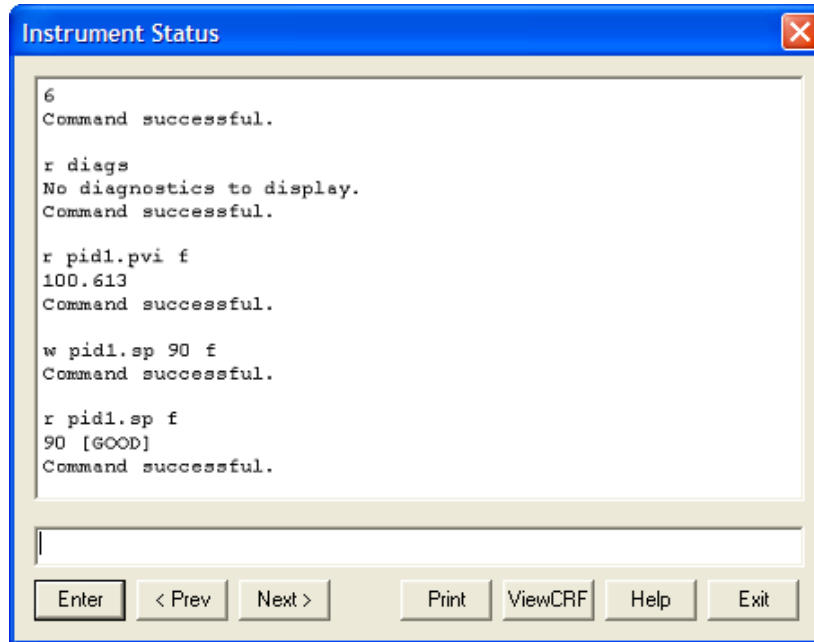 Instrument Status
6
Command successful.
r diags
No diagnostics to display.
Command successful.
r pid1.pvi f
100.613
Command successful.
w pid1.sp 90 f
Command successful.
r pid1.sp f
90 [GOOD]
Command successful.
Enter < Prev Next > Print ViewCRF Help Exit